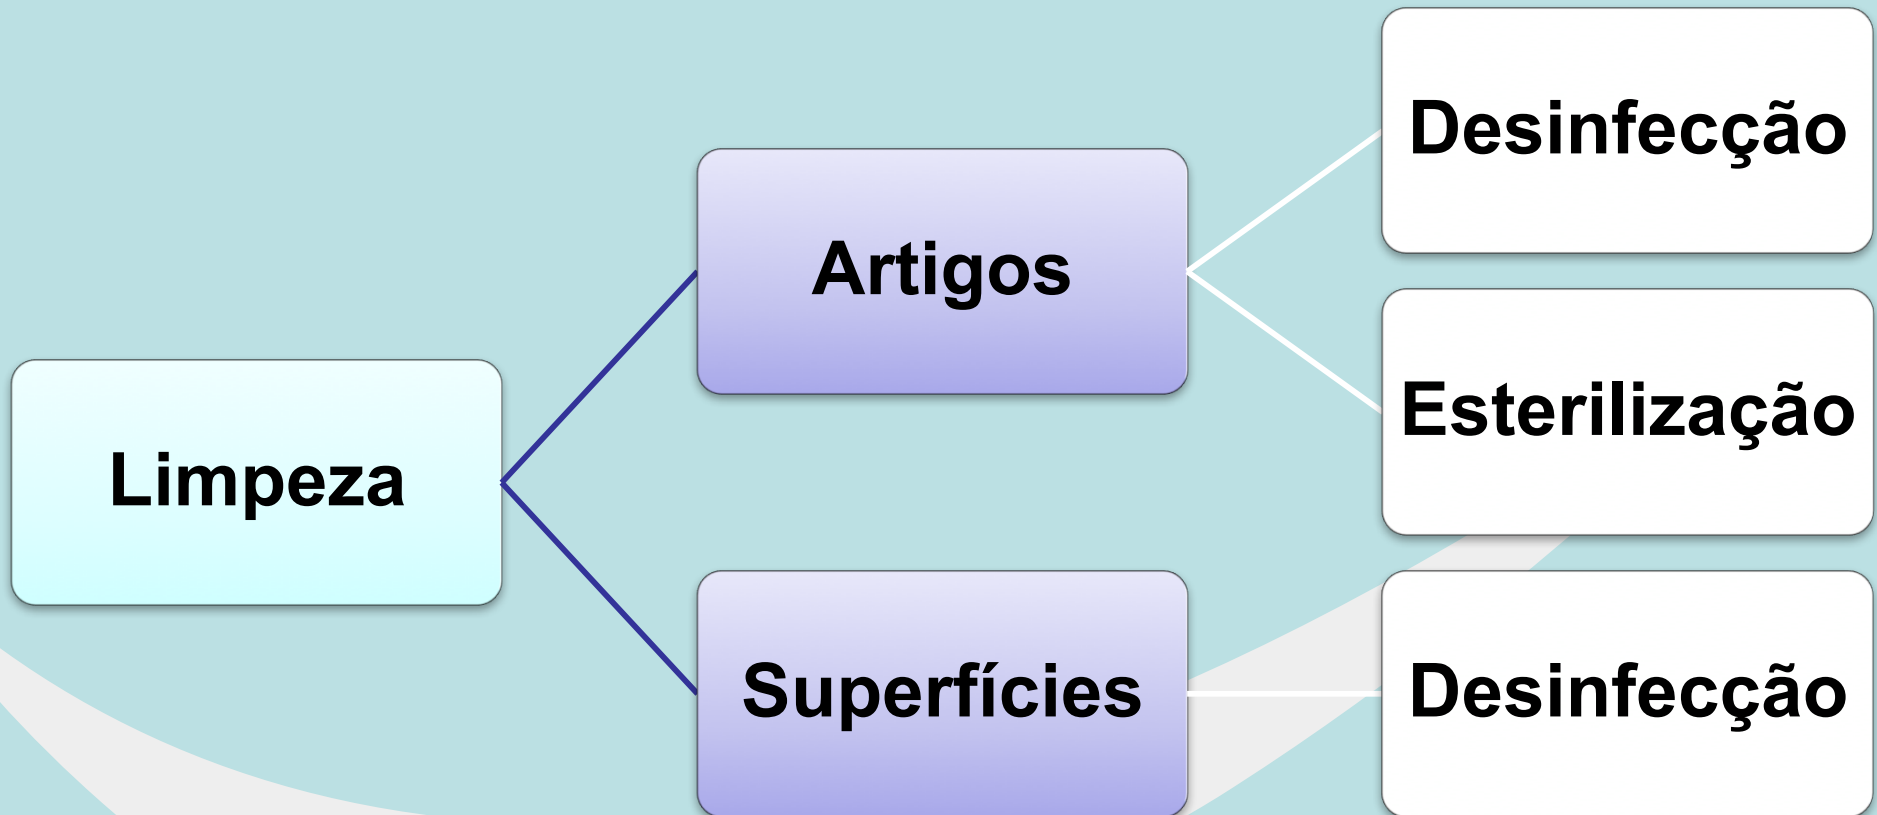 Limpeza
Artigos
Desinfecção
Esterilização
Superfícies
Desinfecção